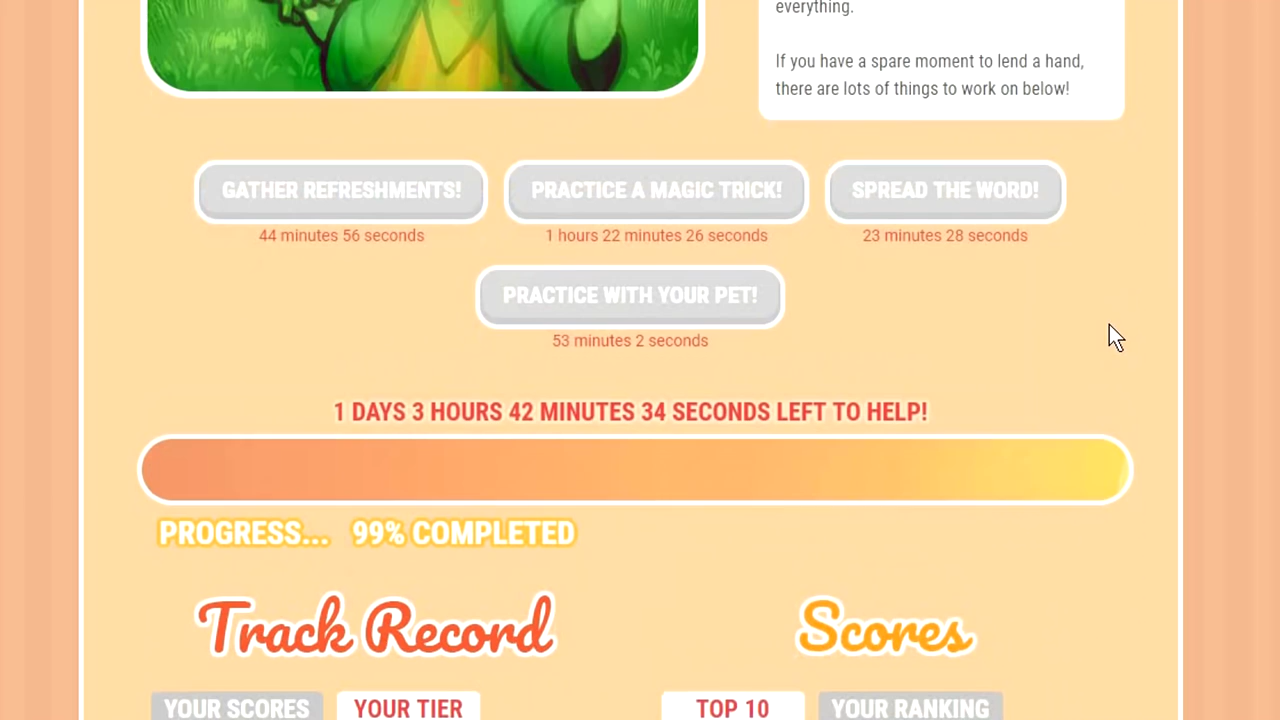 everything.
If you have a spare moment to lend a hand,
there are lots of things to work on below!
GATHER REFRESHMENTS!
44 minutes 56 seconds
PRACTICE A MAGIC TRICK!
1 hours 22 minutes 26 seconds
SPREAD THE WORD!
23 minutes 28 seconds
PRACTICE WITH YOUR PET!
53 minutes 2 seconds
1 DAYS 3 HOURS 42 MINUTES 34 SECONDS LEFT TO HELP!
PROGRESS... 99% COMPLETED
Track Record
YOUR SCORES YOUR TIER
Scores
TOP 10 YOUR RANKING